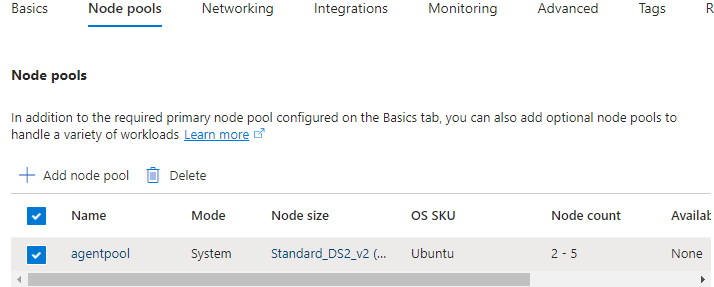 Basics Node pools Networking Integrations Monitoring Advanced Tags R
Node pools
In addition to the required primary node pool configured on the Basics tab, you can also add optional node pools to
handle a variety of workloads Learn more
Add node pool Delete
Name Mode Node size OS SKU Node count Availab
agentpool System Standard_DS2_v2 (... Ubuntu 2 - 5 None